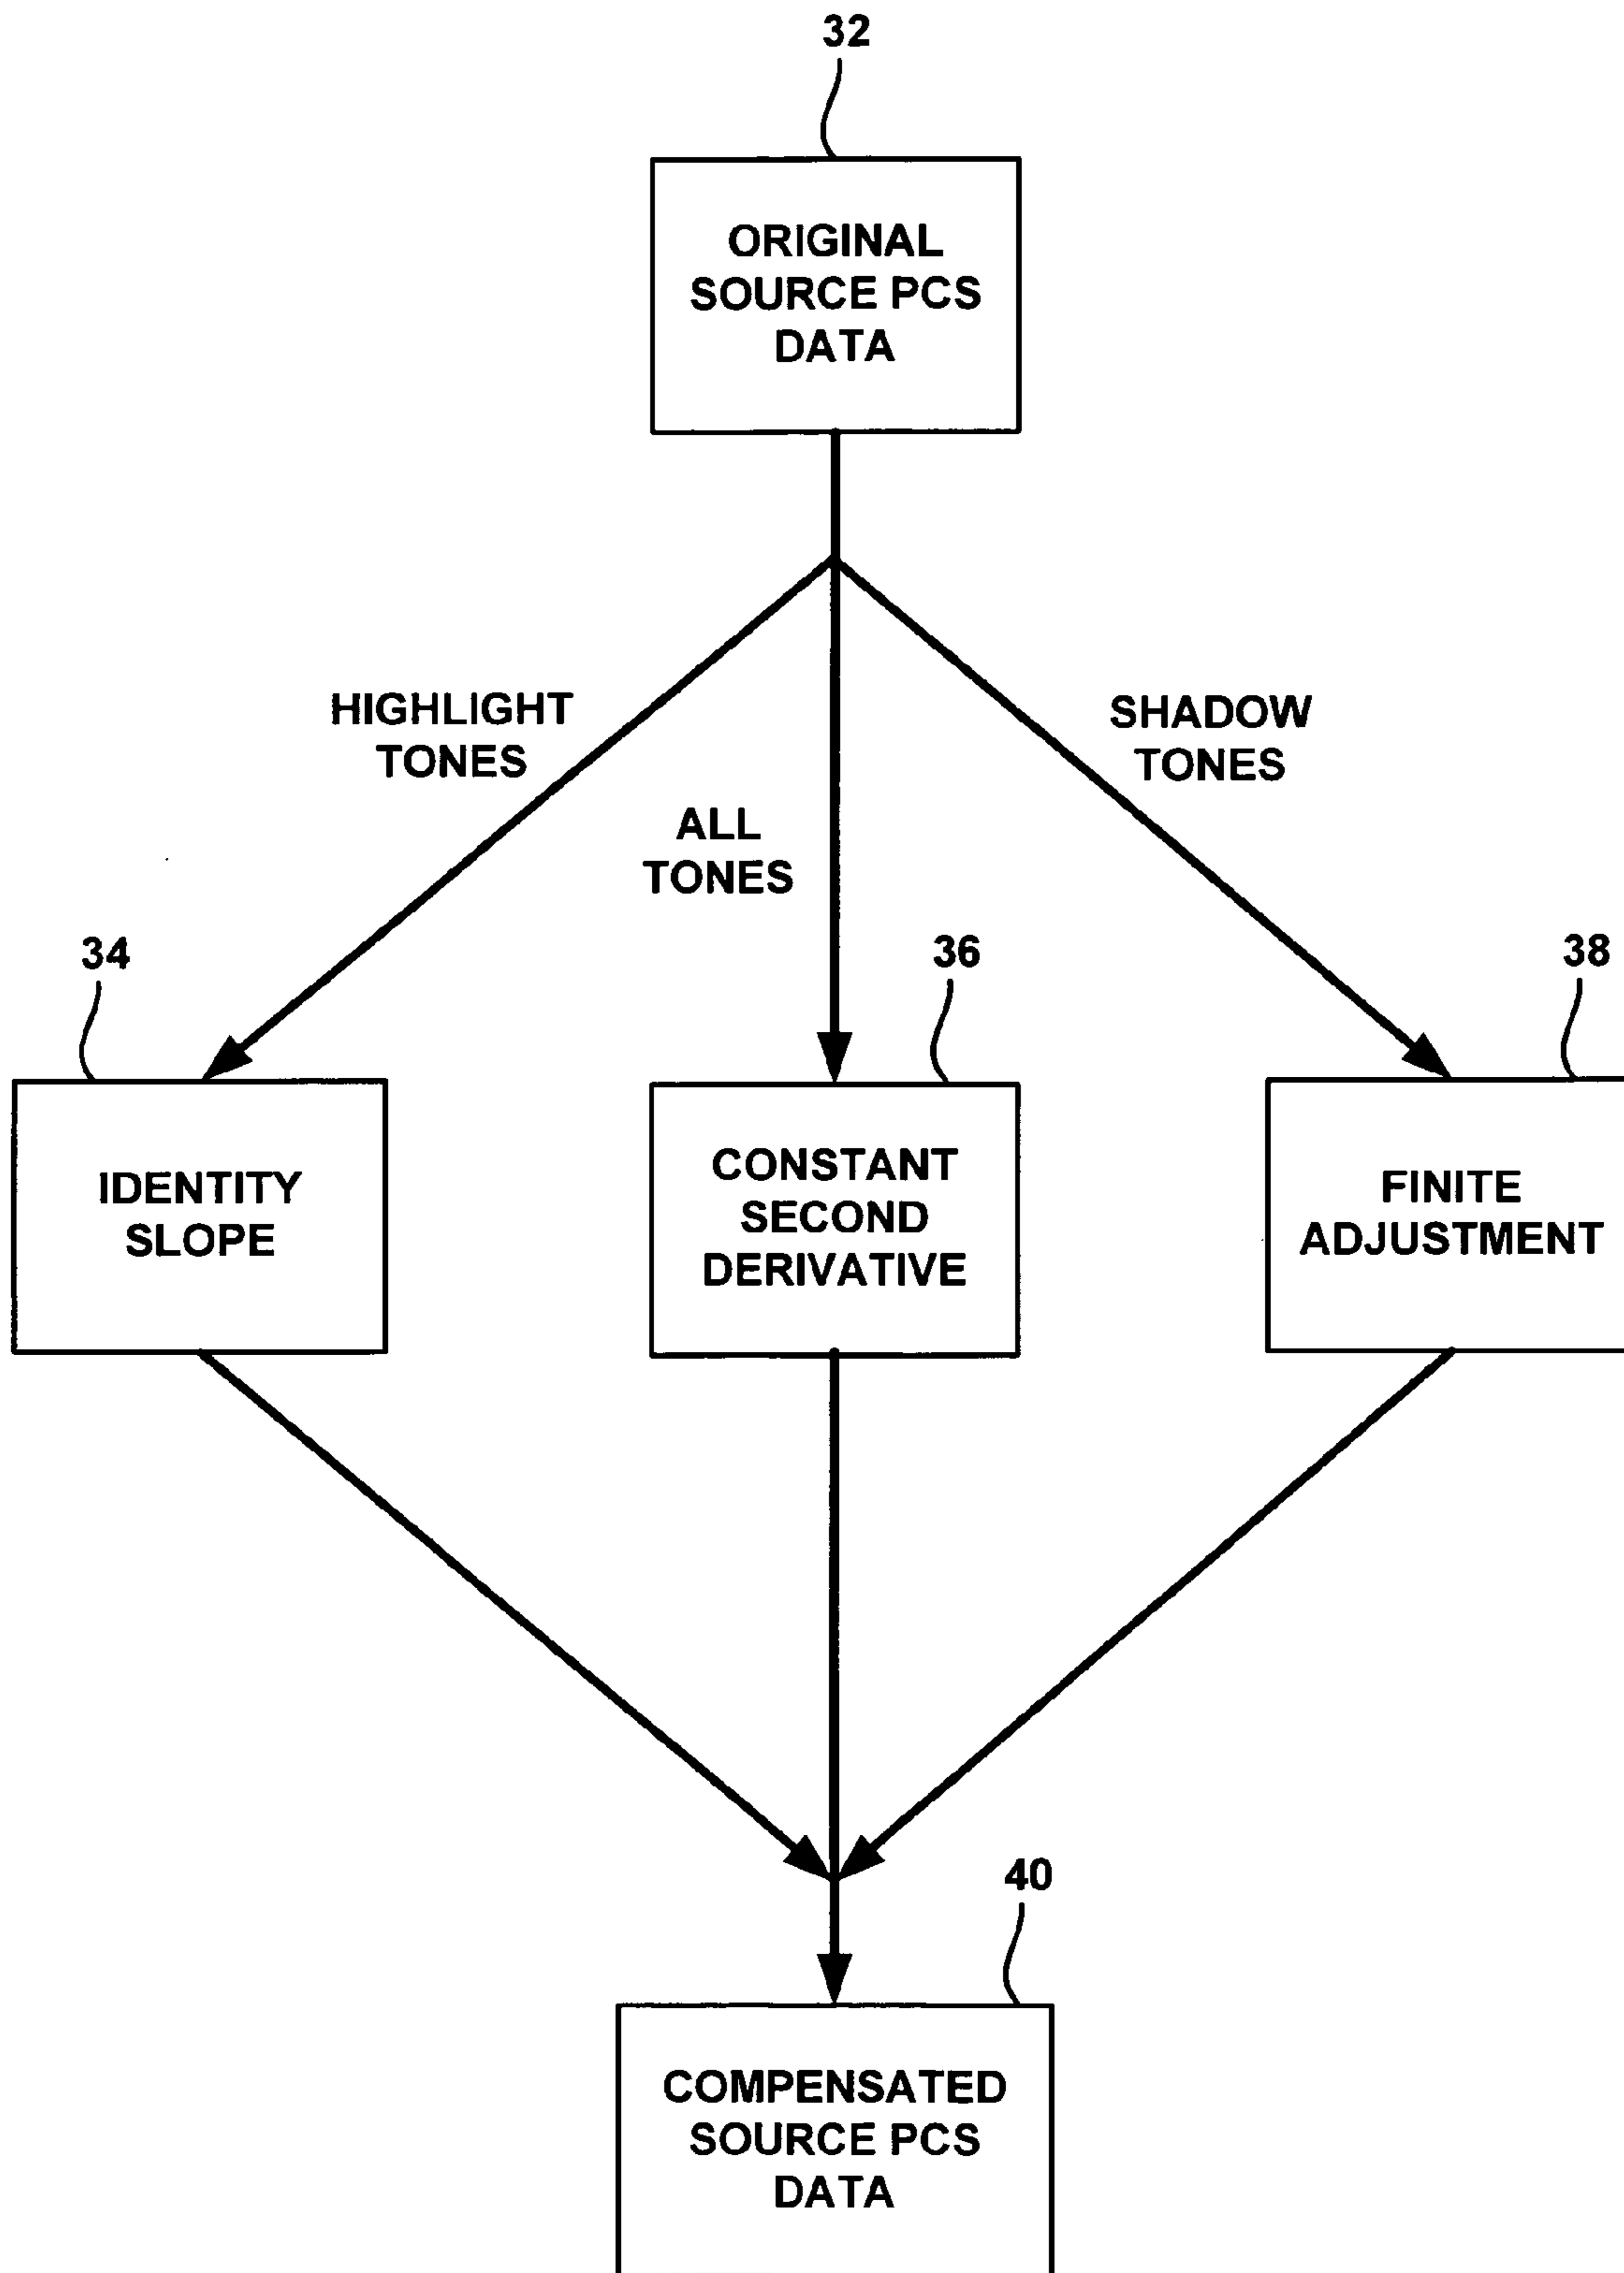 32
ORIGINAL
SOURCE PCS
DATA
HIGHLIGHT
TONES
ALL
TONES
SHADOW
TONES
34
36
38
IDENTITY
SLOPE
CONSTANT
SECOND
DERIVATIVE
FINITE
ADJUSTMENT
40
COMPENSATED
SOURCE PCS
DATA